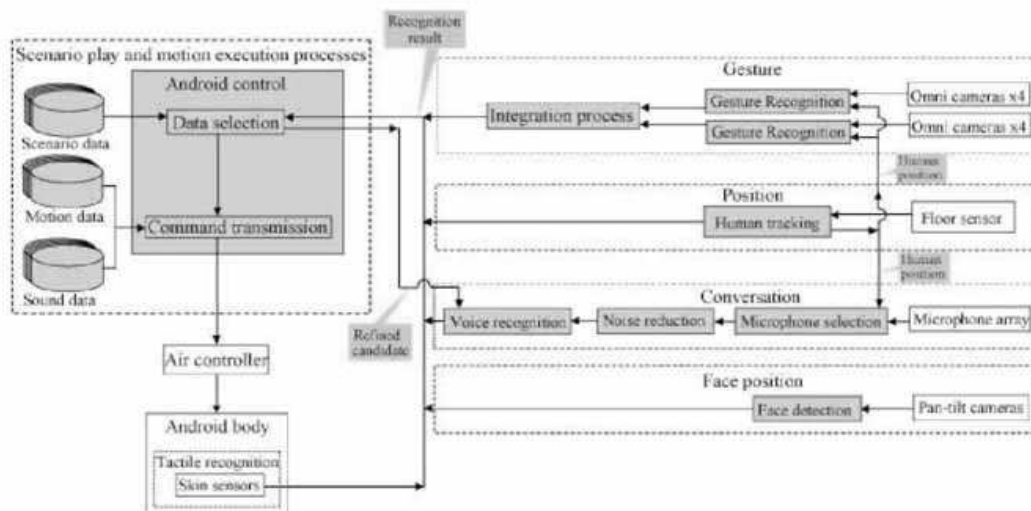 Recognition
result
Scenario play and motion execution processes
Android control
Data selection
Scenario data
Motion data
Command transmission
Sound data
Air controller
Android body
Tactile recognition
Skin sensors
Refined
candidate
Gesture
Integration process
Gesture Recognition
Omni cameras x4
Gesture Recognition
Omni cameras x4
Human
position
Position
Human tracking
Floor sensor
Human
position
Conversation
Voice recognition
Noise reduction
Microphone selection
Microphone array
Face position
Face detection
Pan-tilt cameras